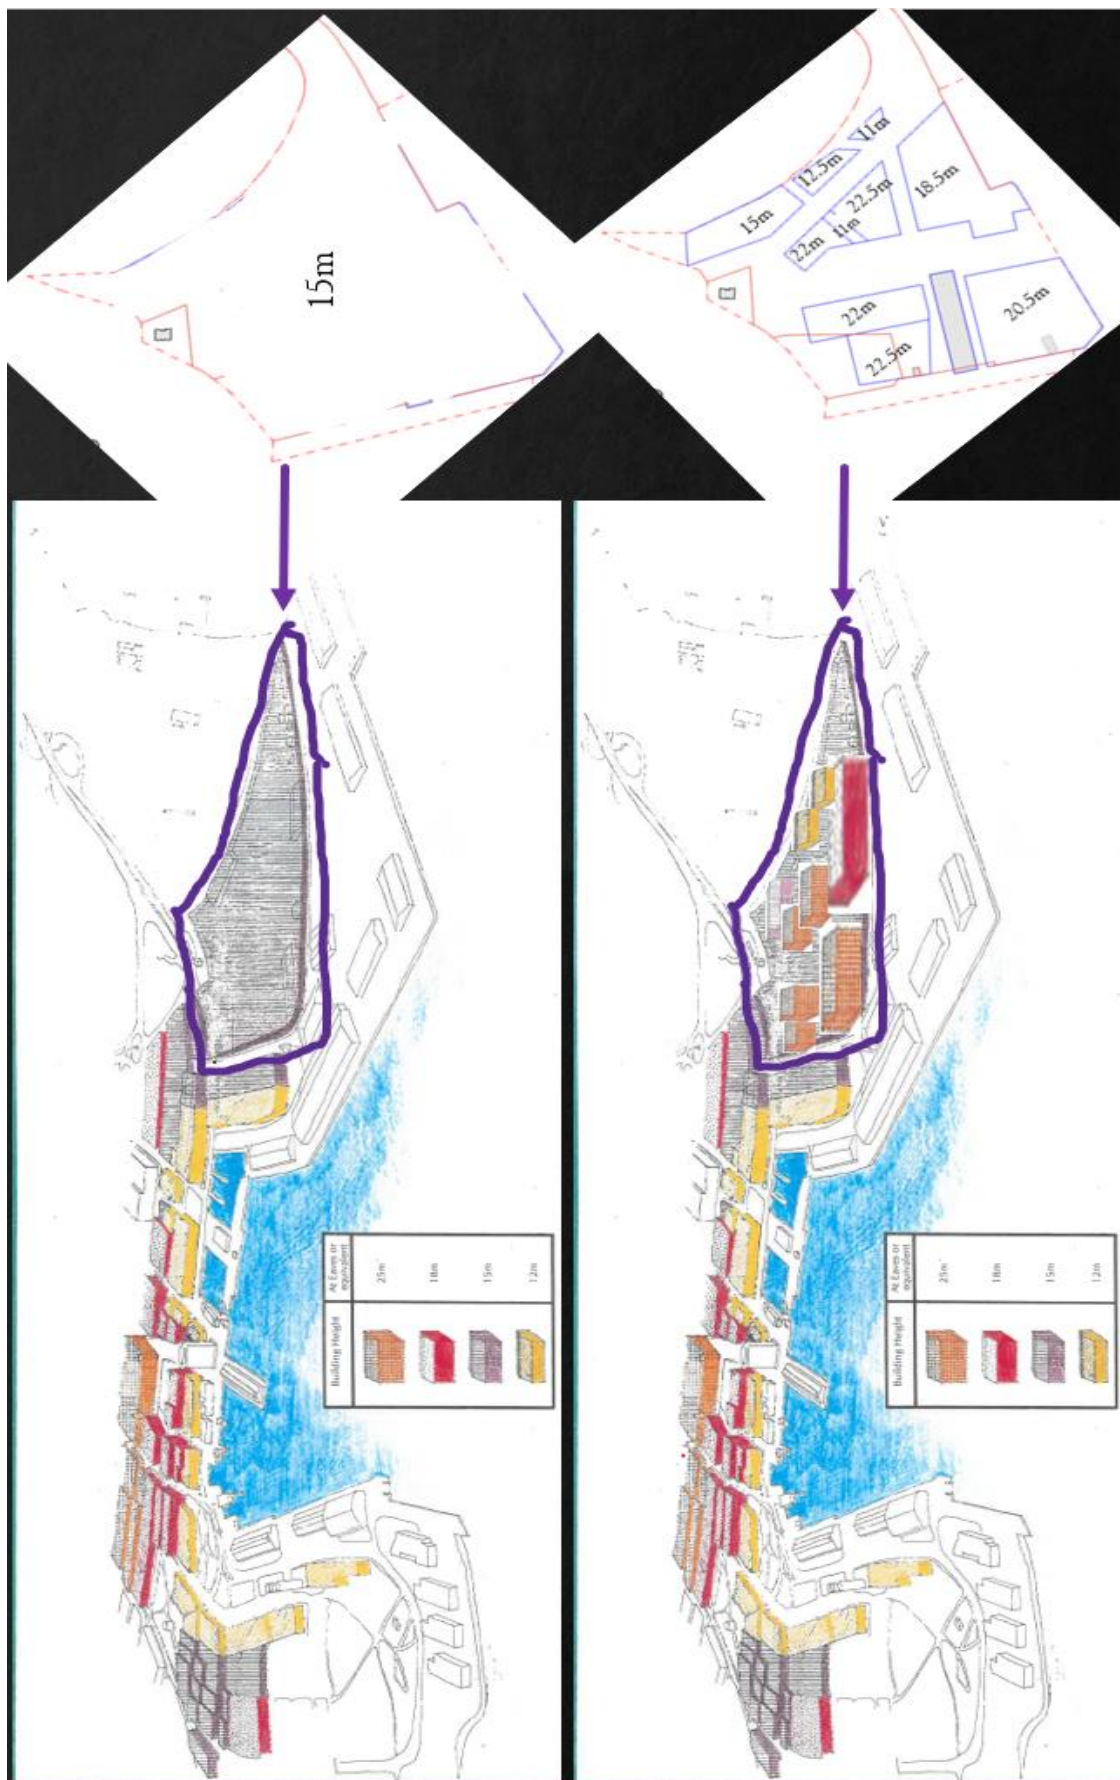 15m
11m
12.5m
15m
22.5m
18.5m
11m
22m
22m
20.5m
22.5m
Building Height
At Eaves or
equivalent
25m
18m
15m
12m
Building Height
At Eaves or
equivalent
25m
18m
15m
12m